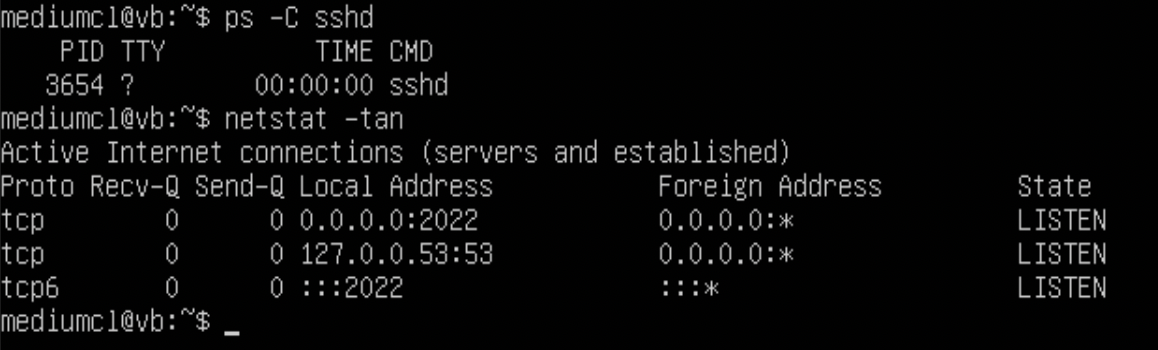 mediumcl@vb:~$ ps -C sshd
    PID TTY          TIME CMD
   3654 ?        00:00:00 sshd
mediumcl@vb:~$ netstat -tan
Active Internet connections (servers and established)
Proto Recv-Q Send-Q Local Address           Foreign Address         State
tcp        0      0 0.0.0.0:2022            0.0.0.0:*               LISTEN
tcp        0      0 127.0.0.53:53           0.0.0.0:*               LISTEN
tcp6       0      0 :::2022                 :::*                    LISTEN
mediumcl@vb:~$ _